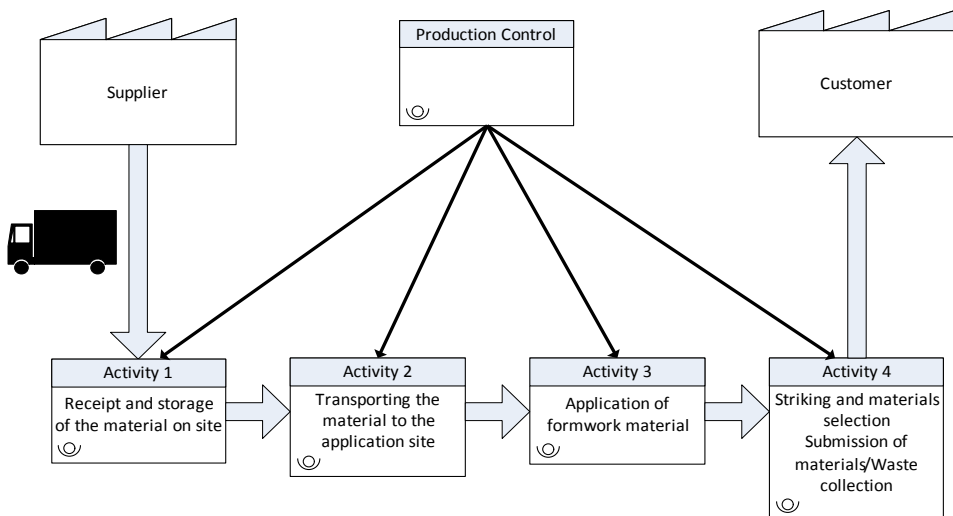 Production Control
Supplier
Customer
Activity 1
Receipt and storage
of the material on site
Activity 2
Transporting the
material to the
application site
Activity 3
Application of
formwork material
Activity 4
Striking and materials
selection
Submission of
materials/Waste
collection